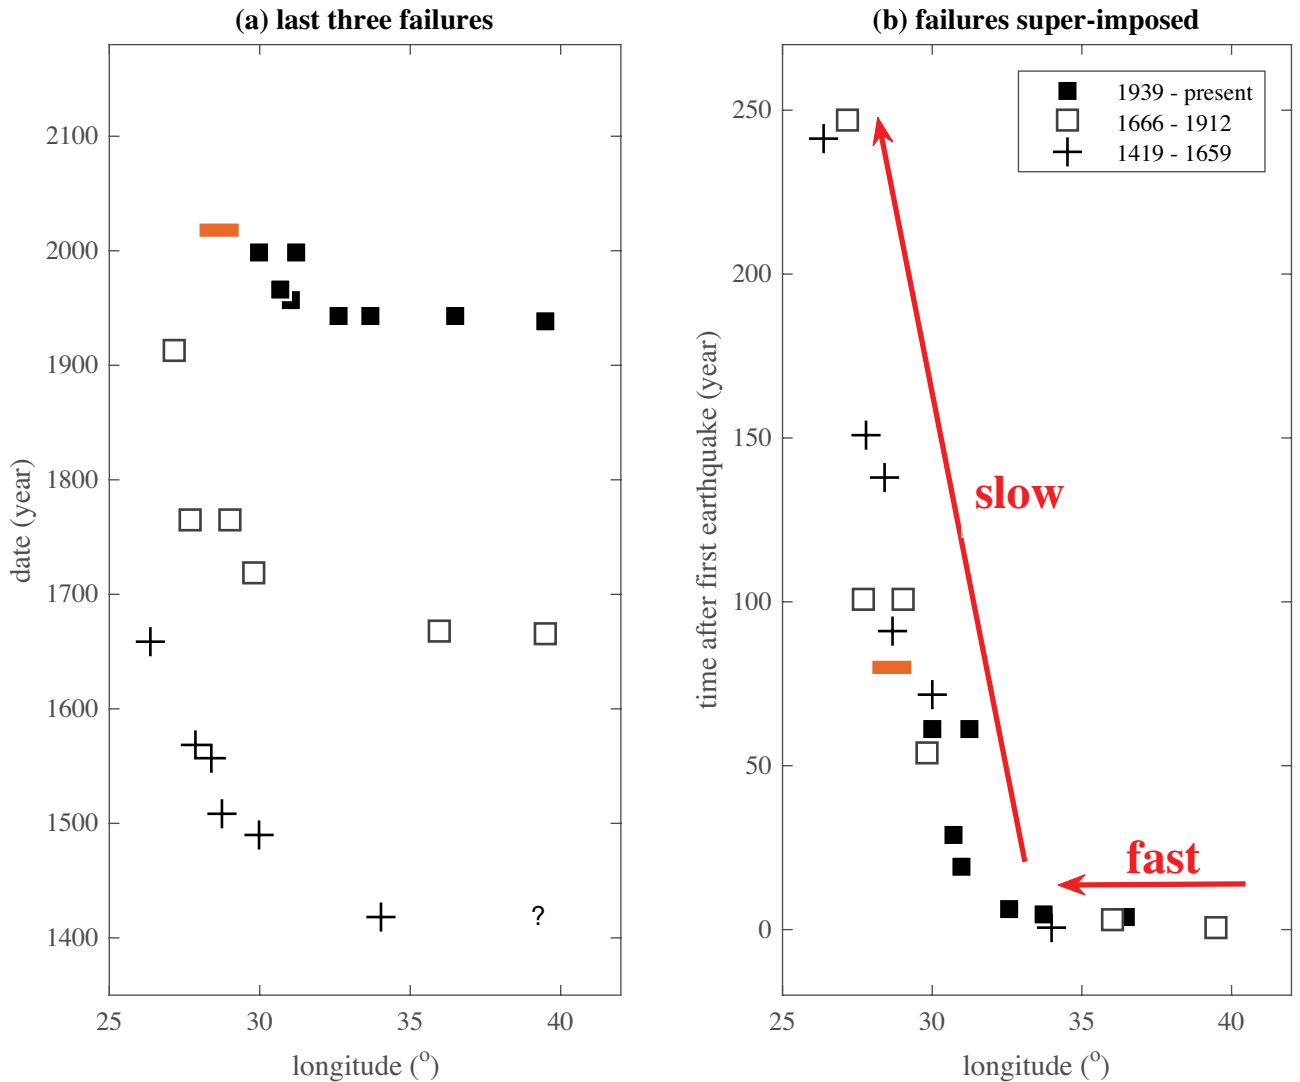 (a) last three failures
date (year)
2100
2000
1900
1800
1700
1600
1500
1400
?
25 30 35 40
longitude (°)
(b) failures super-imposed
time after first earthquake (year)
250
200
150
100
50
0
1939 - present
1666 - 1912
1419 - 1659
slow
fast
25 30 35 40
longitude (°)